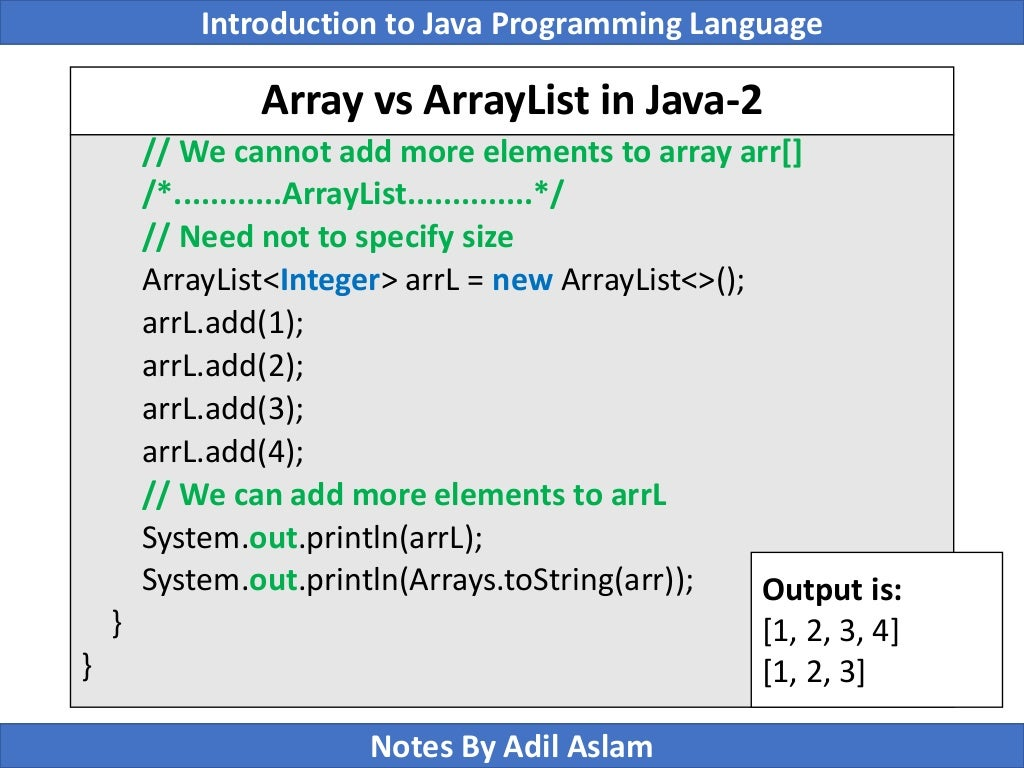 Introduction to Java Programming Language
Array vs ArrayList in Java-2
// We cannot add more elements to array arr[]
/*............ArrayList..............*/
// Need not to specify size
ArrayList<Integer> arrL = new ArrayList<>();
arrL.add(1);
arrL.add(2);
arrL.add(3);
arrL.add(4);
// We can add more elements to arrL
System.out.println(arrL);
System.out.println(Arrays.toString(arr));
}
}
Output is:
[1, 2, 3, 4]
[1, 2, 3]
Notes By Adil Aslam